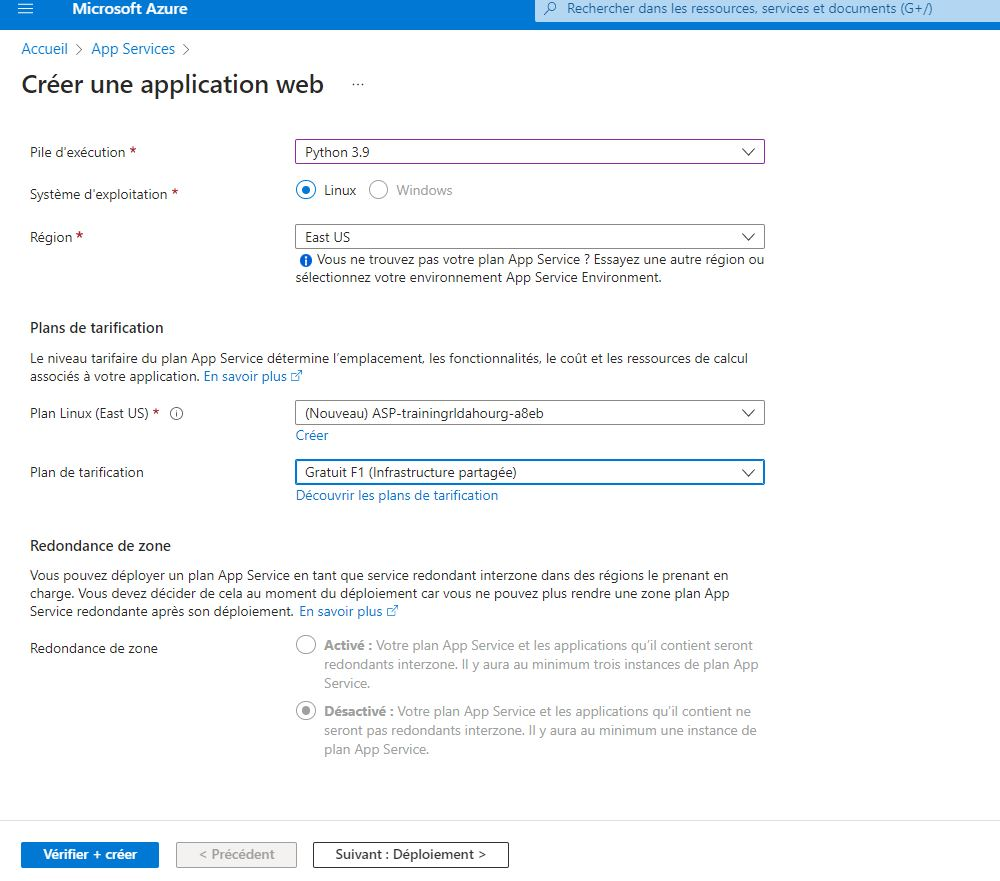 Microsoft Azure
Rechercher dans les ressources, services et documents (G+/)
Accueil > App Services >
Créer une application web ...
Pile d'exécution *
Python 3.9
Système d'exploitation *
Linux
Windows
Région *
East US
Vous ne trouvez pas votre plan App Service ? Essayez une autre région ou
sélectionnez votre environnement App Service Environment.
Plans de tarification
Le niveau tarifaire du plan App Service détermine l'emplacement, les fonctionnalités, le coût et les ressources de calcul
associés à votre application. En savoir plus
Plan Linux (East US) *
(Nouveau) ASP-trainingrldahourg-a8eb
Créer
Plan de tarification
Gratuit F1 (Infrastructure partagée)
Découvrir les plans de tarification
Redondance de zone
Vous pouvez déployer un plan App Service en tant que service redondant interzone dans des régions le prenant en
charge. Vous devez décider de cela au moment du déploiement car vous ne pouvez plus rendre une zone plan App
Service redondante après son déploiement. En savoir plus
Redondance de zone
Activé : Votre plan App Service et les applications qu'il contient seront
redondants interzone. Il y aura au minimum trois instances de plan App
Service.
Désactivé : Votre plan App Service et les applications qu'il contient ne
seront pas redondants interzone. Il y aura au minimum une instance de
plan App Service.
Vérifier + créer
< Précédent
Suivant : Déploiement >